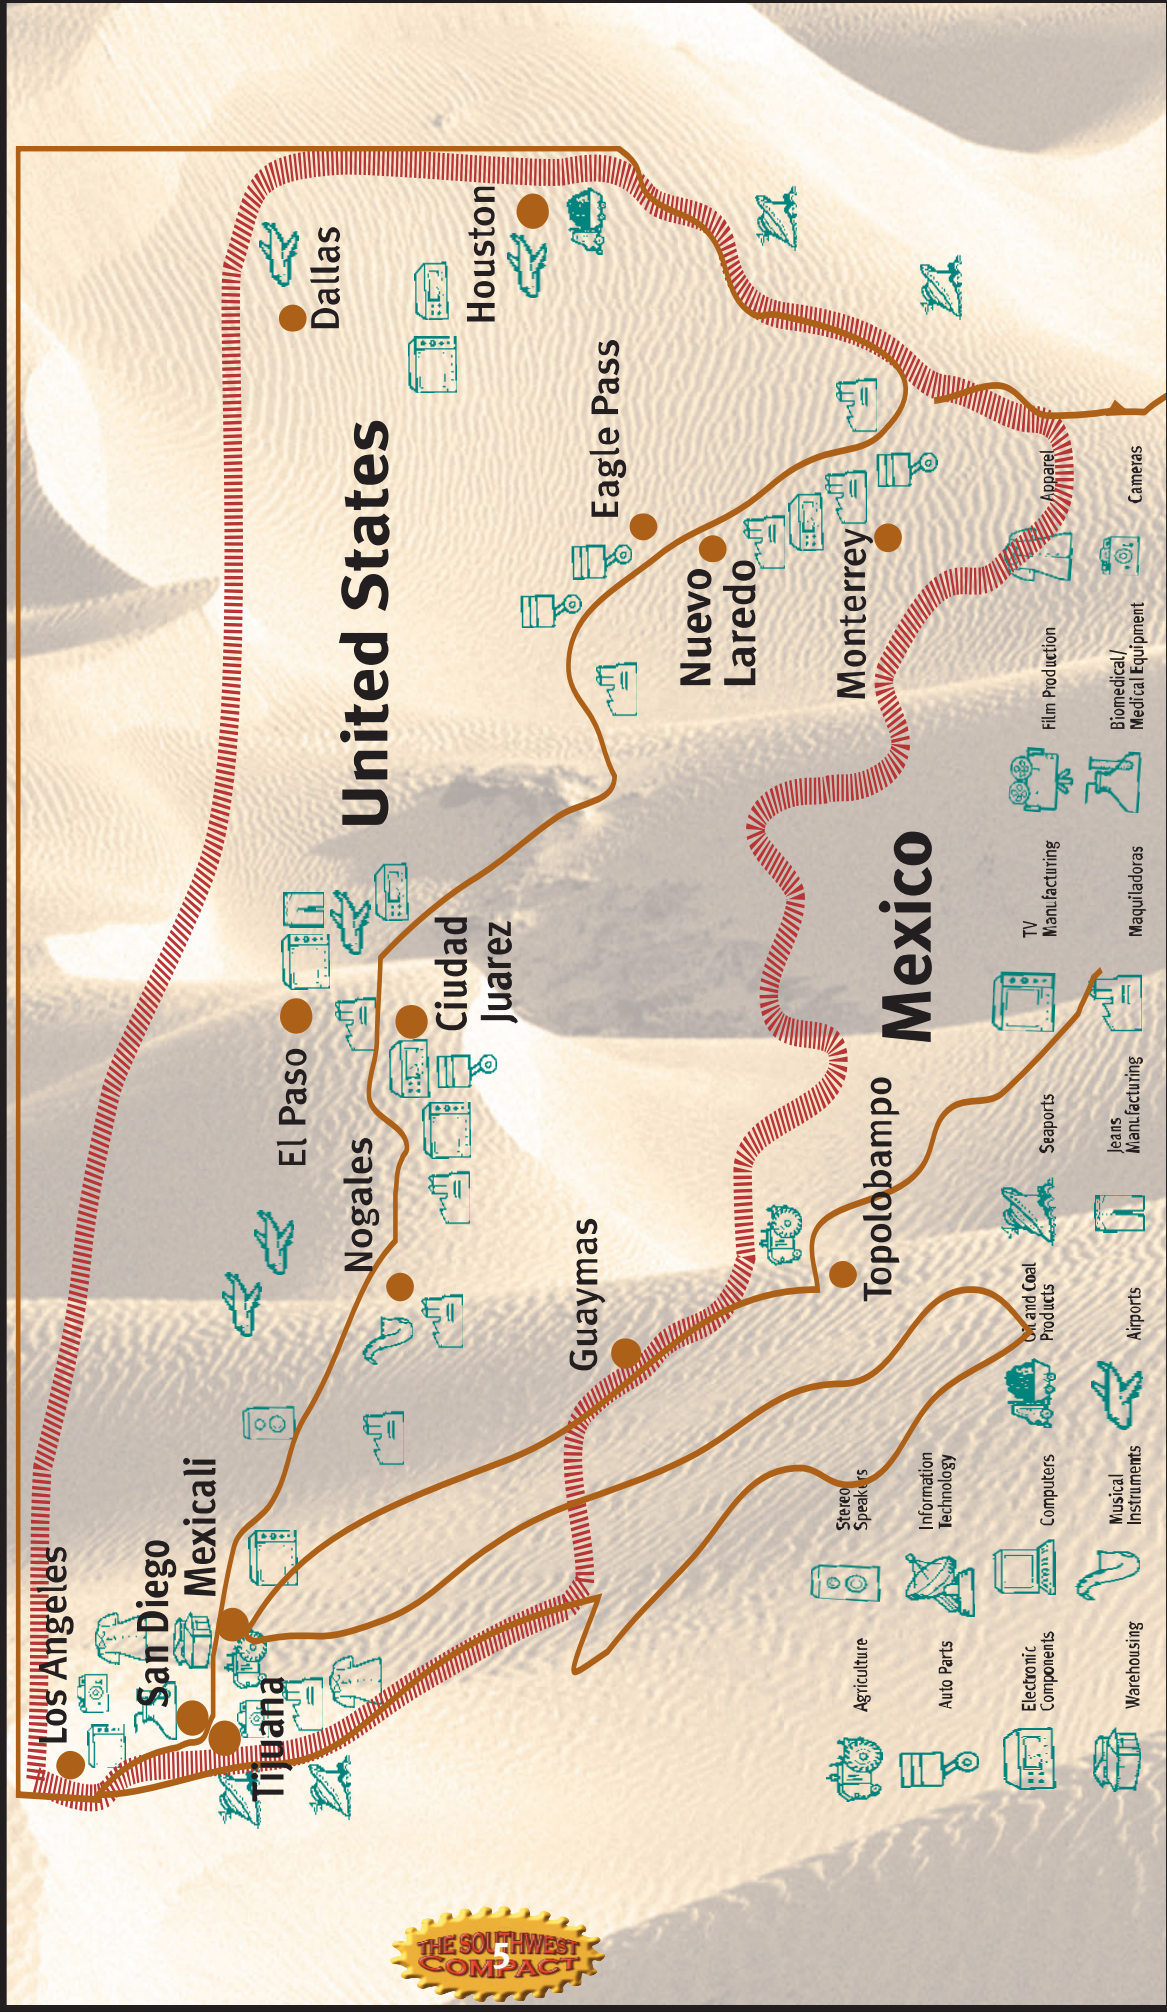 Los Angeles
San Diego
Mexicali
Tijuana
El Paso
Nogales
Ciudad
Juarez
Dallas
Houston
United States
Eagle Pass
Nuevo
Laredo
Monterrey
Guaymas
Topolobampo
Mexico
Agriculture
Stereo
Speakers
Auto Parts
Information
Technology
Electronic
Components
Computers
Oil and Coal
Products
Seaports
TV
Manufacturing
Film Production
Apparel
Warehousing
Musical
Instruments
Airports
Jeans
Manufacturing
Maquiladoras
Biomedical/
Medical Equipment
Cameras
THE SOUTHWEST
COMPACT
5